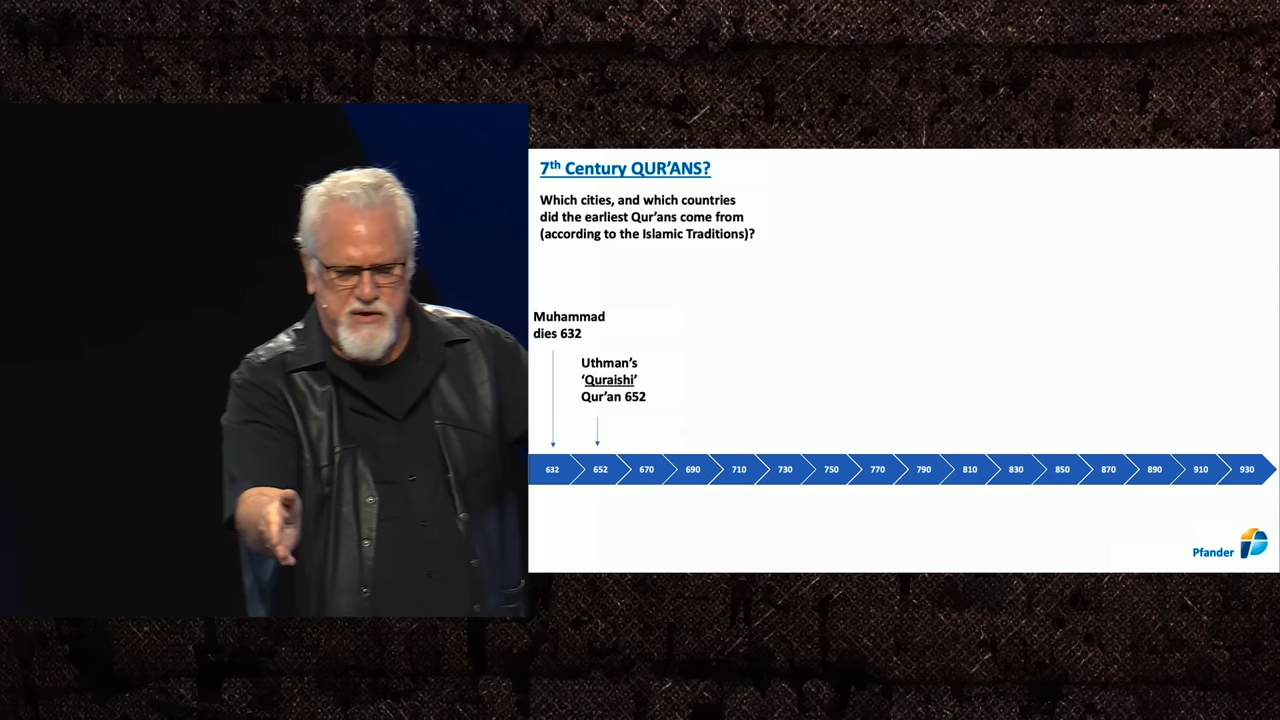 7th Century QUR'ANS?
Which cities, and which countries
did the earliest Qur'ans come from
(according to the Islamic Traditions)?
Muhammad
dies 632
Uthman's
'Quraishi'
Qur'an 652
632 652 670 690 710 730 750 770 790 810 830 850 870 890 910 930
Pfander